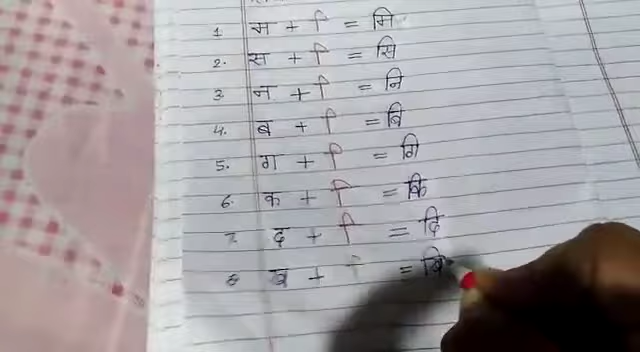 1 म + ि = मि
2. स + ि = सि
3 न + ि = नि
4. ब + ि = बि
5. ग + ि = गि
6. क + ि = कि
7 द + ि = दि
8 ि =